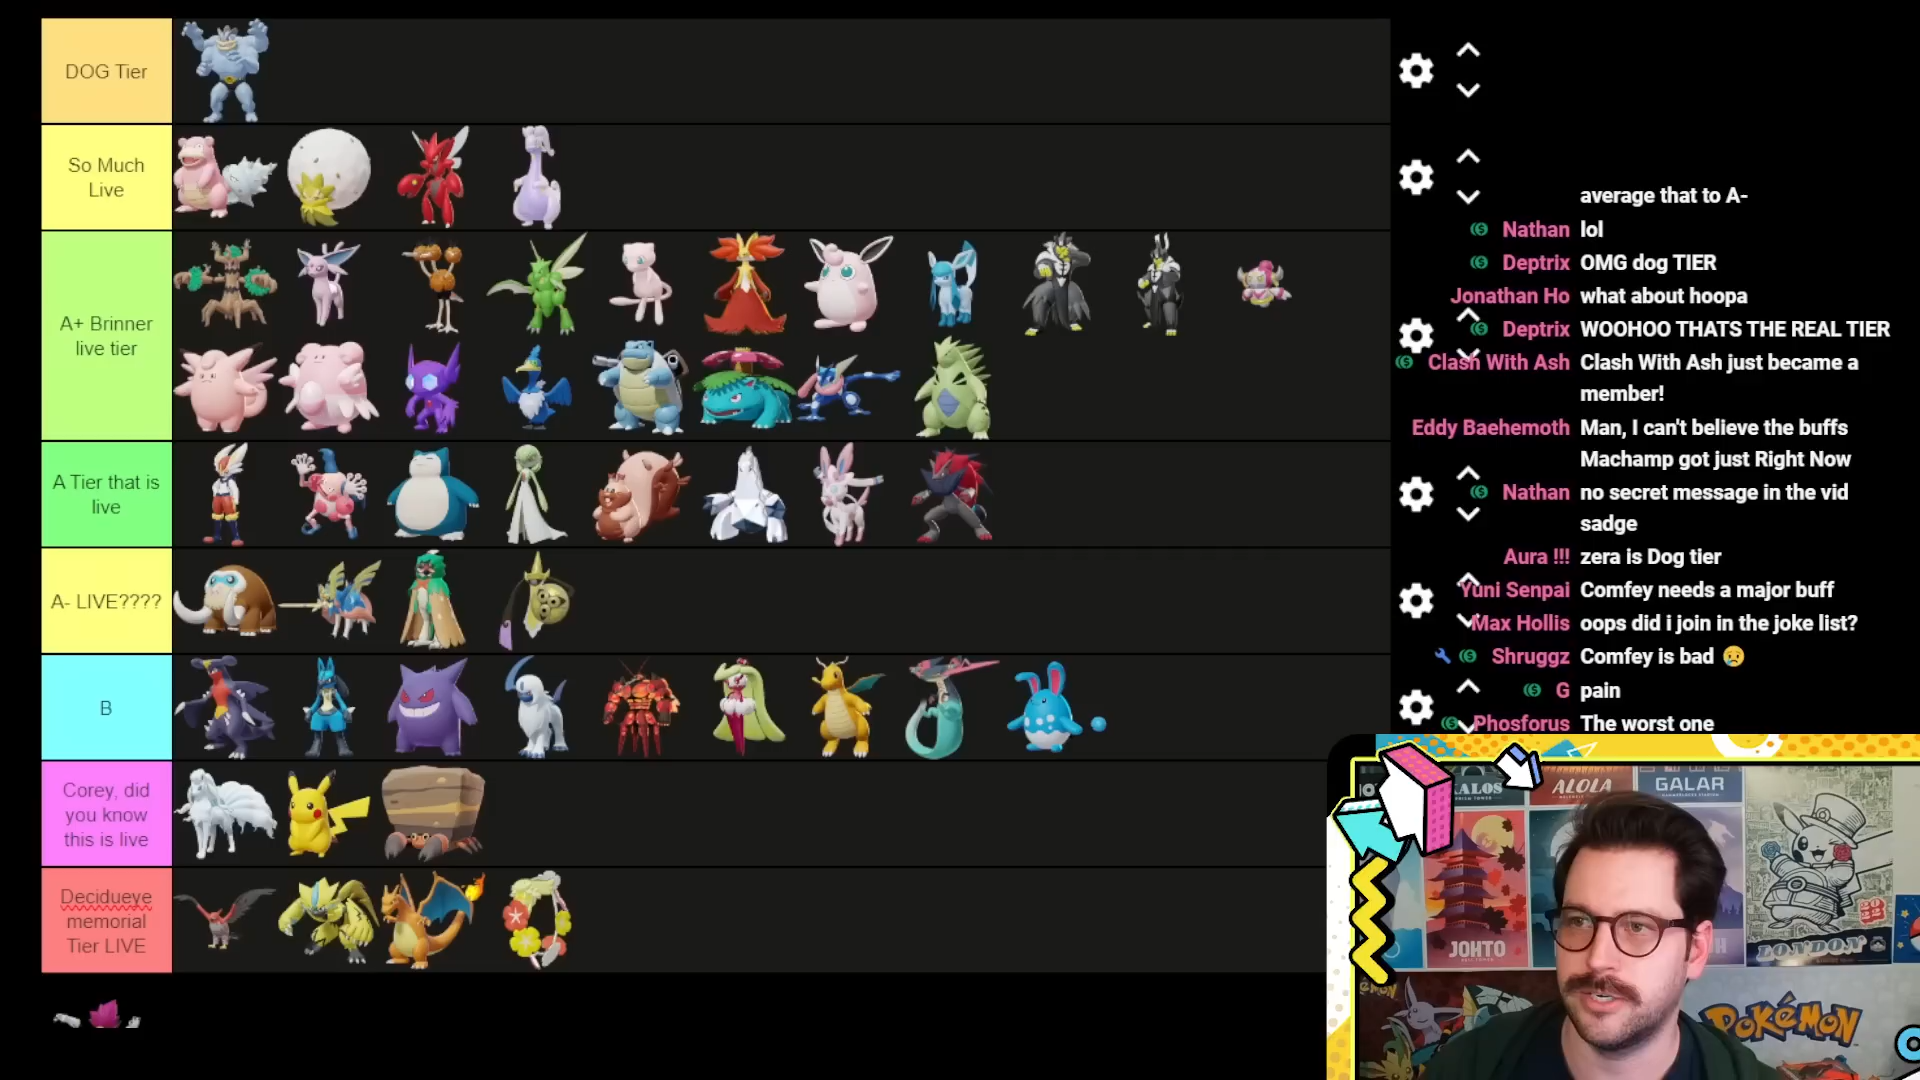 DOG Tier
So Much
Live
A+ Brinner
live tier
A Tier that is
live
A- LIVE????
B
Corey, did
you know
this is live
Decidueye
memorial
Tier LIVE
average that to A-
Nathan lol
Deptrix OMG dog TIER
Jonathan Ho what about hoopa
Deptrix WOOHOO THATS THE REAL TIER
Clash With Ash Clash With Ash just became a
member!
Eddy Baehemoth Man, I can't believe the buffs
Machamp got just Right Now
Nathan no secret message in the vid
sadge
Aura !!! zera is Dog tier
Yuni Senpai Comfey needs a major buff
Max Hollis oops did i join in the joke list?
Shruggz Comfey is bad 😥
G pain
Phosforus The worst one
ALOLA
GALAR
JOHTO
LONDON
2022
POKÉMON